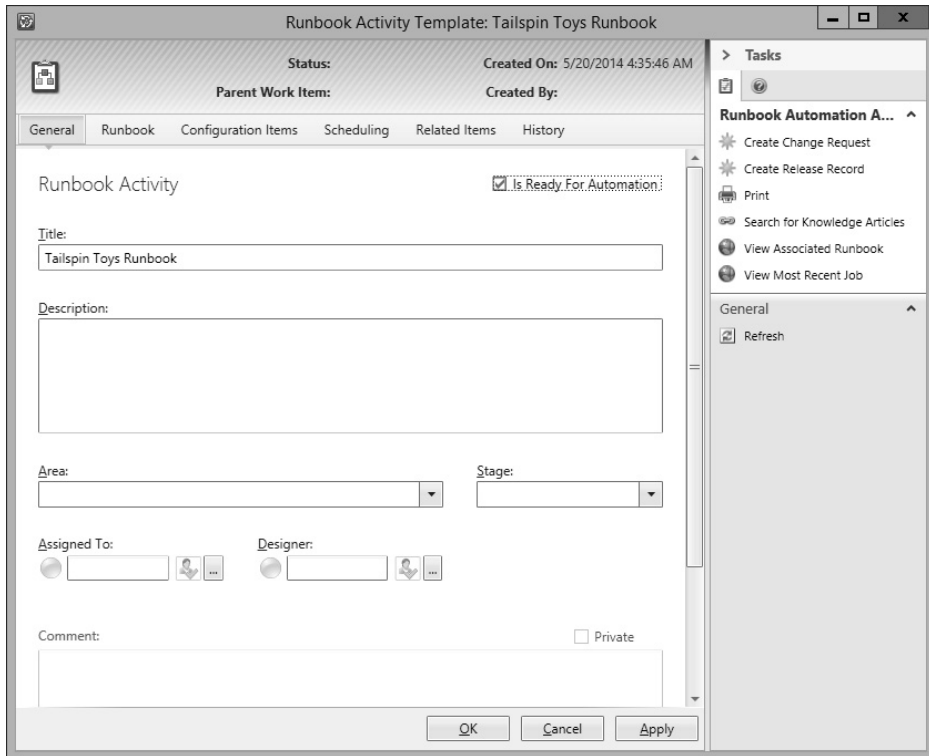 Runbook Activity Template: Tailspin Toys Runbook
Status:
Created On: 5/20/2014 4:35:46 AM
Parent Work Item:
Created By:
General
Runbook
Configuration Items
Scheduling
Related Items
History
Runbook Activity
Is Ready For Automation
Title:
Tailspin Toys Runbook
Description:
Area:
Stage:
Assigned To:
Designer:
...
...
Comment:
Private
OK
Cancel
Apply
Tasks
Runbook Automation A...
Create Change Request
Create Release Record
Print
Search for Knowledge Articles
View Associated Runbook
View Most Recent Job
General
Refresh